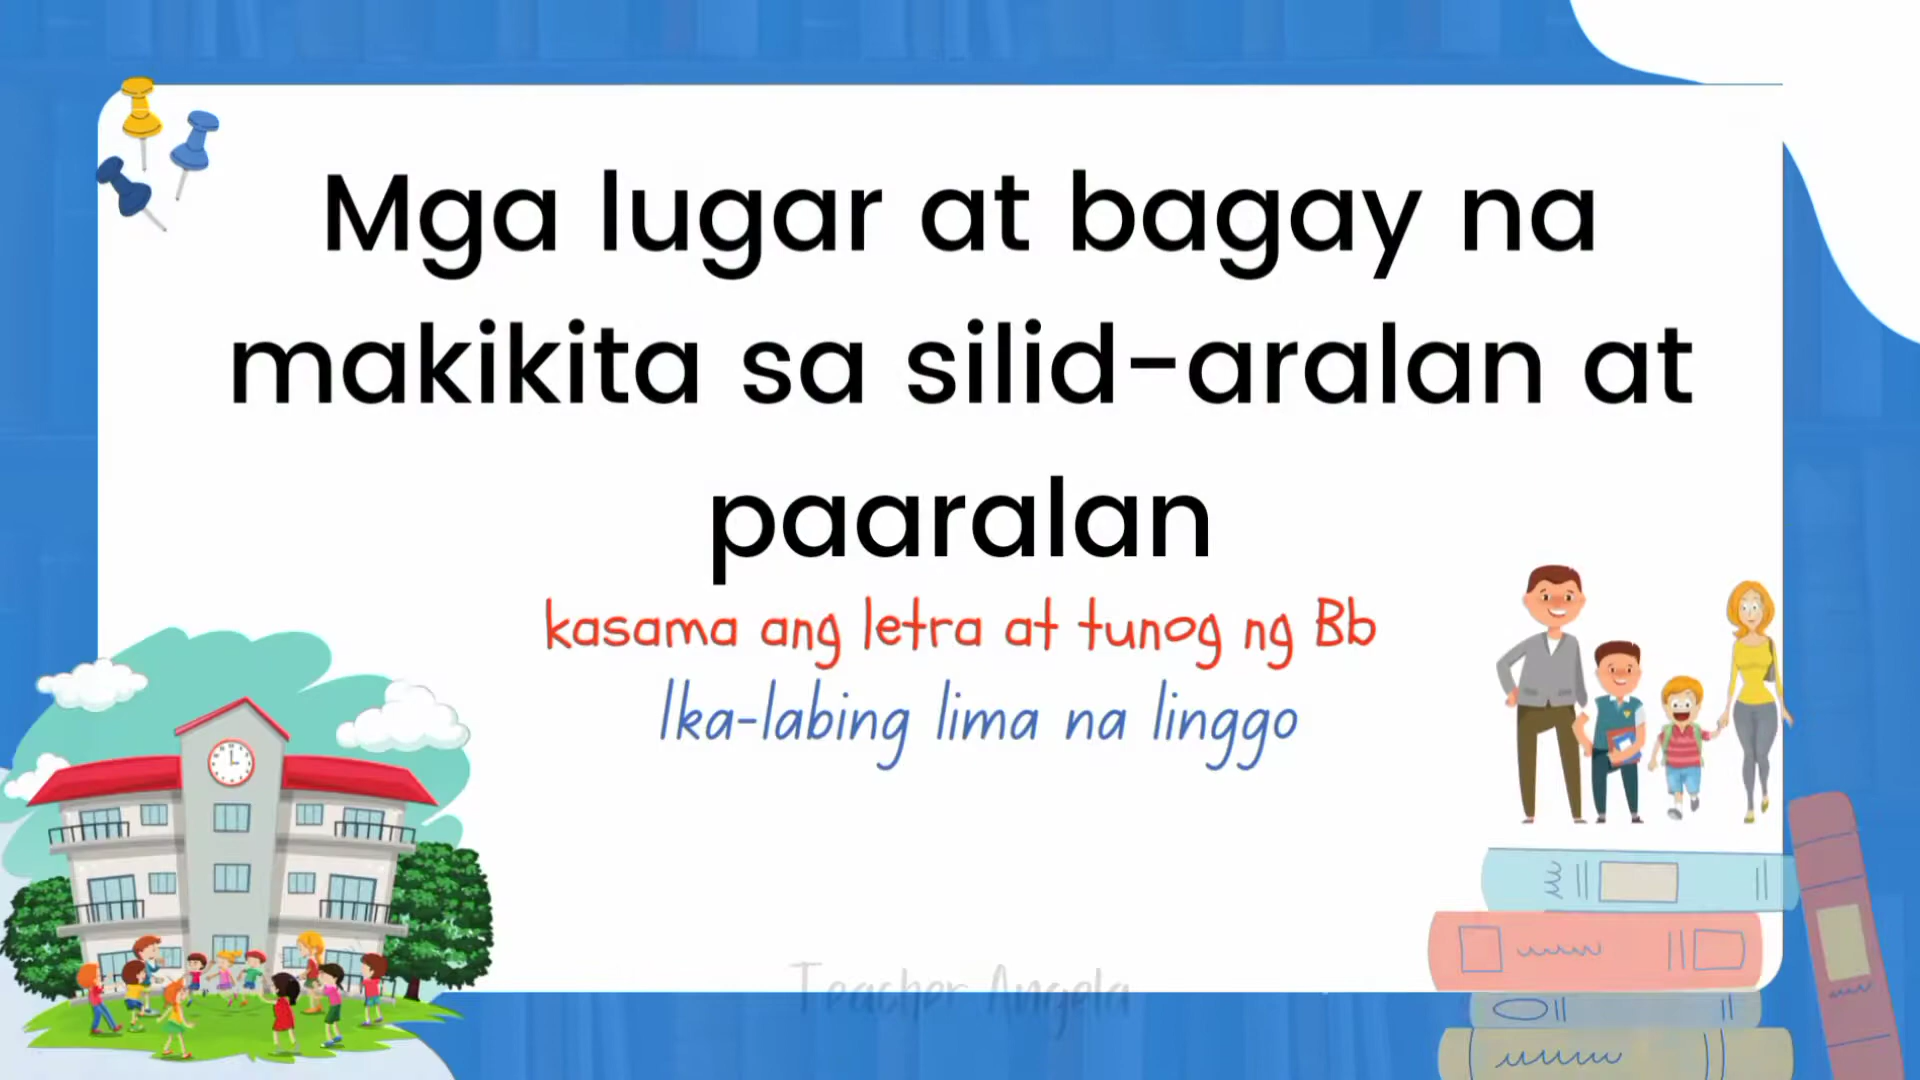 Mga lugar at bagay na
makikita sa silid-aralan at
paaralan
kasama ang letra at tunog ng Bb
Ika-labing lima na linggo
Teacher Angela